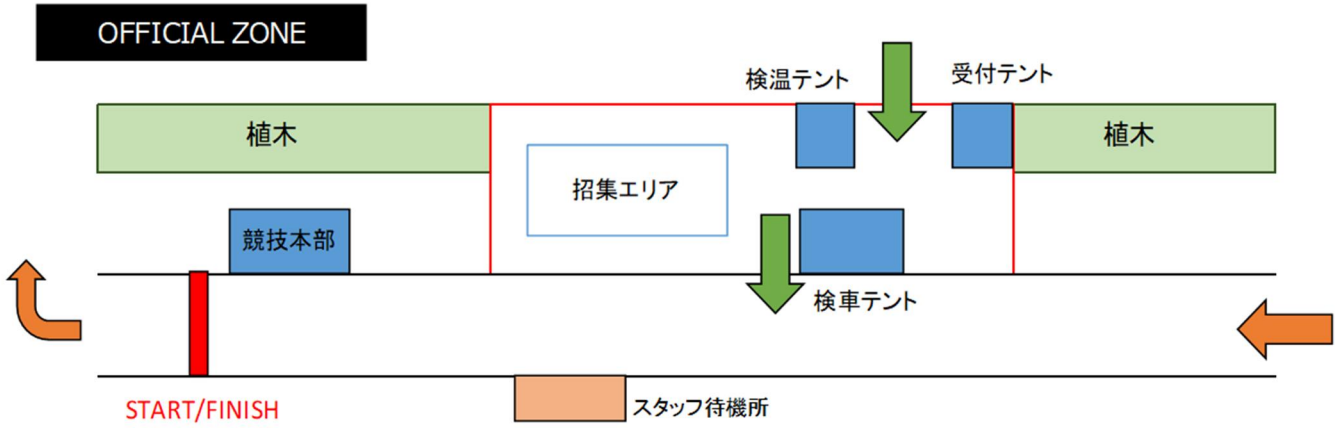 OFFICIAL ZONE
検温テント
受付テント
植木
植木
招集エリア
競技本部
検車テント
START/FINISH
スタッフ待機所